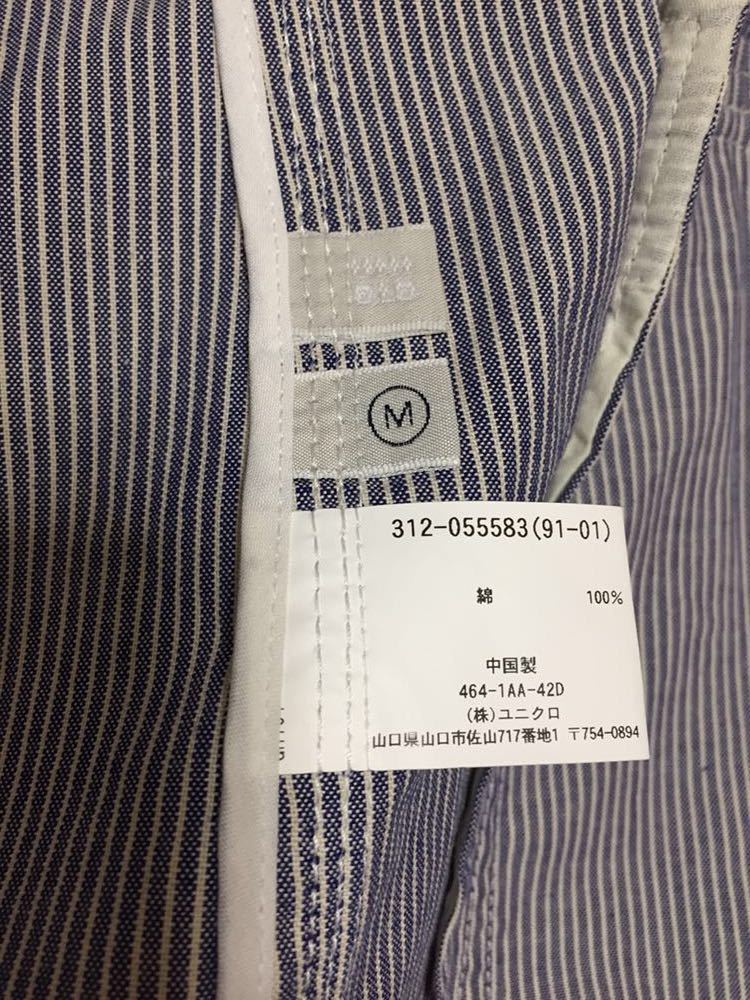 M
312-055583(91-01)
綿 100%
中国製
464-1AA-42D
(株)ユニクロ
山口県山口市佐山717番地1 〒754-0894